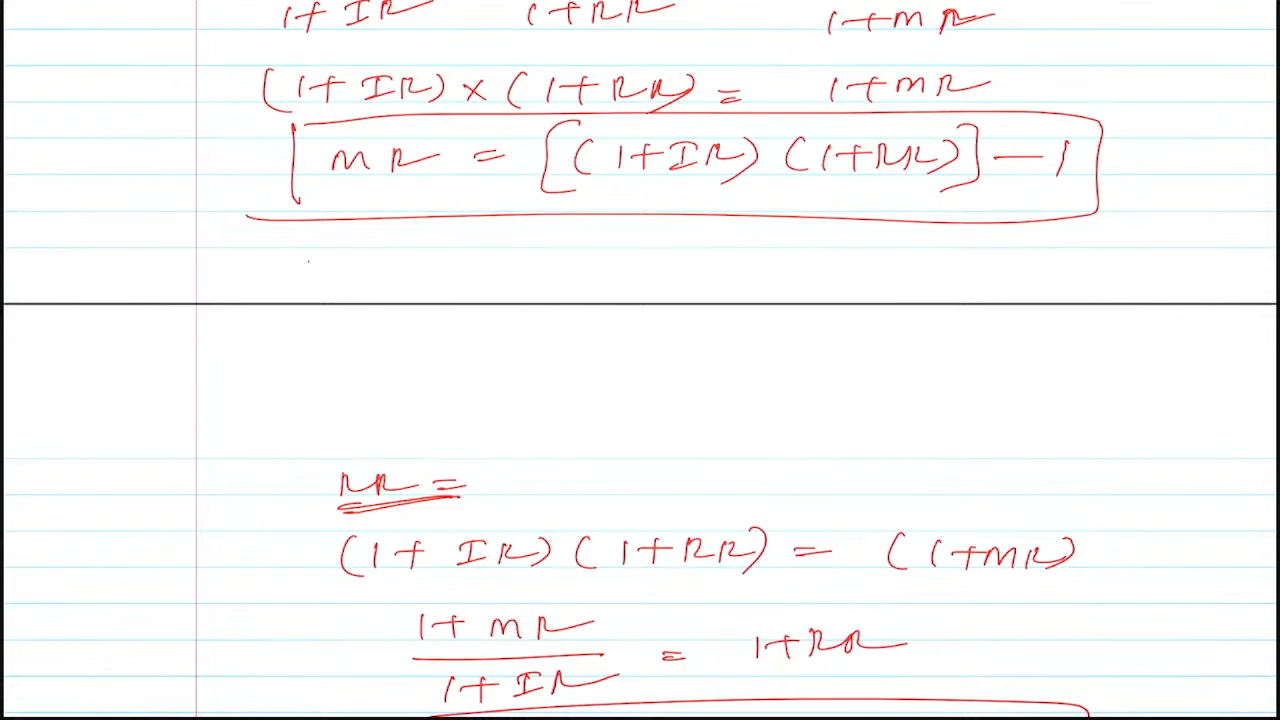 1+IR 1+RR 1+MR
(1+IR) × (1+RR) = 1+MR
MR = [(1+IR) (1+RR)] - 1
RR =
(1+ IR) (1+RR) = (1+MR)
1+ MR
= 1+RR
1+IR